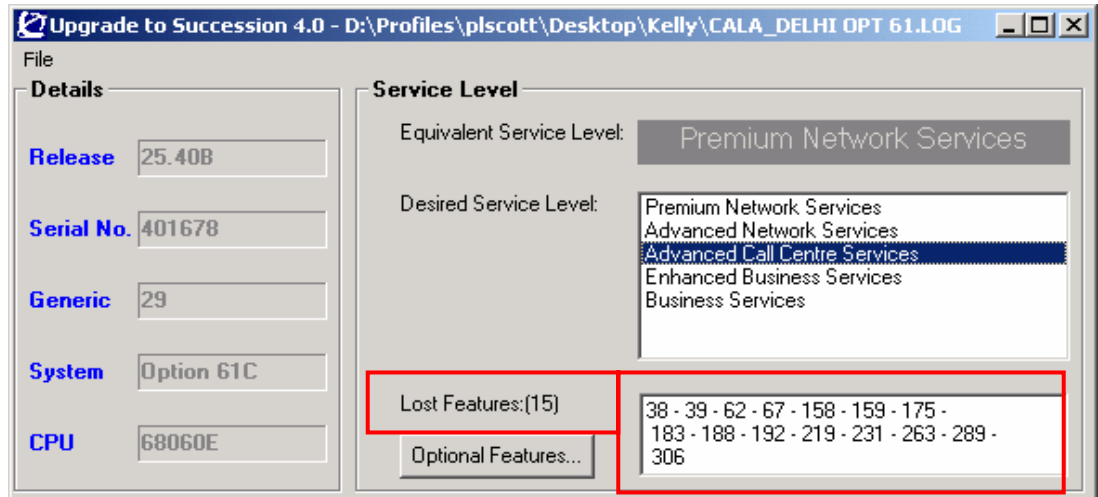 Upgrade to Succession 4.0 - D:\Profiles\plscott\Desktop\Kelly\CALA_DELHI OPT 61.LOG
File
Details
Release 25.40B
Serial No. 401678
Generic 29
System Option 61C
CPU 68060E
Service Level
Equivalent Service Level: Premium Network Services
Desired Service Level:
Premium Network Services
Advanced Network Services
Advanced Call Centre Services
Enhanced Business Services
Business Services
Lost Features:(15)
38 - 39 - 62 - 67 - 158 - 159 - 175 -
183 - 188 - 192 - 219 - 231 - 263 - 289 -
306
Optional Features...